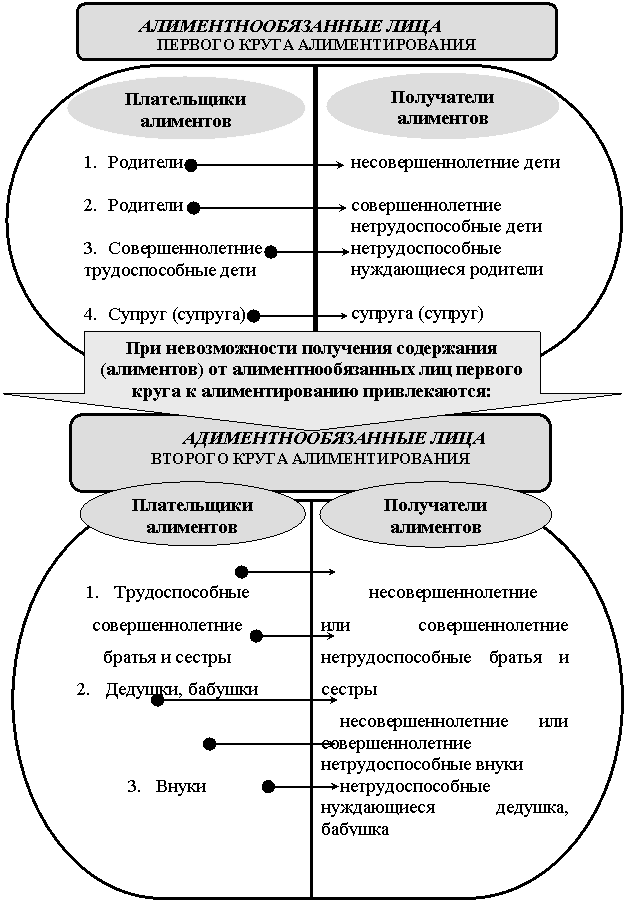 АЛИМЕНТНООБЯЗАННЫЕ ЛИЦА
ПЕРВОГО КРУГА АЛИМЕНТИРОВАНИЯ
Плательщики
алиментов
Получатели
алиментов
1. Родители
несовершеннолетние дети
2. Родители
совершеннолетние
нетрудоспособные дети
3. Совершеннолетние
трудоспособные дети
нетрудоспособные
нуждающиеся родители
4. Супруг (супруга)
супруга (супруг)
При невозможности получения содержания
(алиментов) от алиментнообязанных лиц первого
круга к алиментированию привлекаются:
АДИМЕНТНООБЯЗАННЫЕ ЛИЦА
ВТОРОГО КРУГА АЛИМЕНТИРОВАНИЯ
Плательщики
алиментов
Получатели
алиментов
1. Трудоспособные
совершеннолетние
братья и сестры
несовершеннолетние
или совершеннолетние
нетрудоспособные братья и
сестры
2. Дедушки, бабушки
несовершеннолетние или
совершеннолетние
нетрудоспособные внуки
3. Внуки
нетрудоспособные
нуждающиеся дедушка,
бабушка